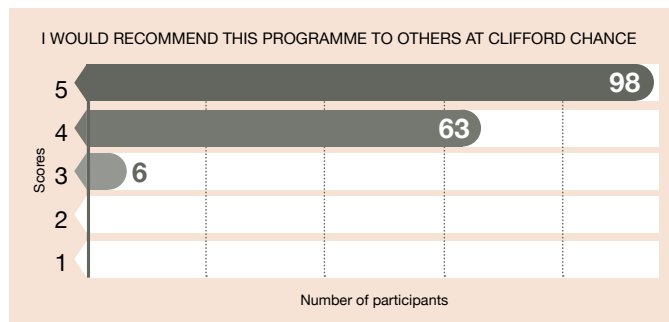 I WOULD RECOMMEND THIS PROGRAMME TO OTHERS AT CLIFFORD CHANCE
5
98
4
63
3
6
2
1
Scores
Number of participants